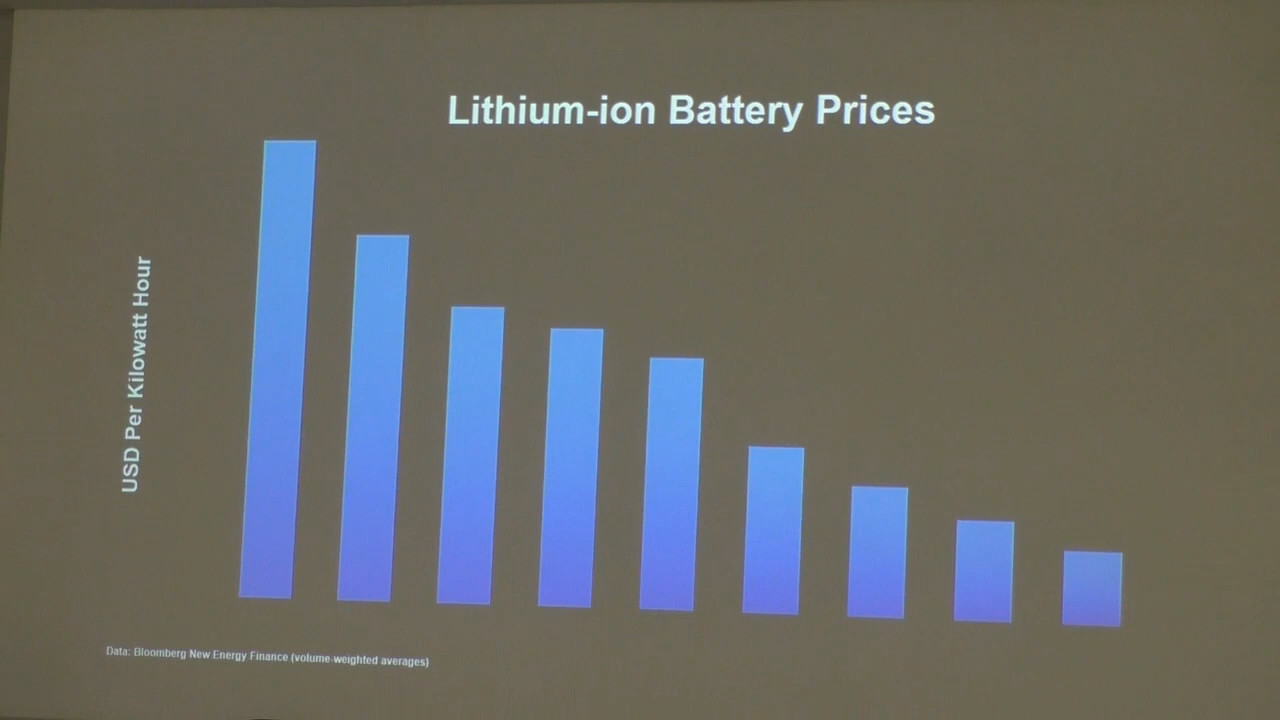 Lithium-ion Battery Prices
USD Per Kilowatt Hour
Data: Bloomberg New Energy Finance (volume-weighted averages)